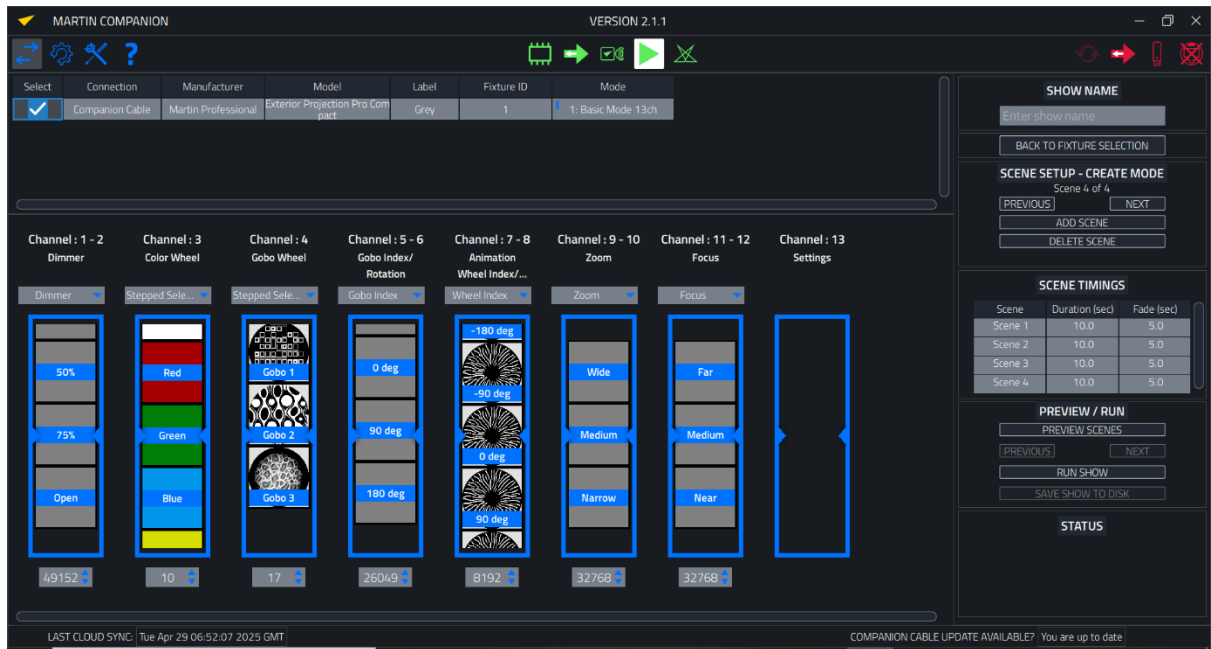 MARTIN COMPANION
VERSION 2.1.1
Select Connection Manufacturer Model Label Fixture ID Mode
Companion Cable Martin Professional Exterior Projection Pro Com
pact Grey 1 1: Basic Mode 13ch
SHOW NAME
Enter show name
BACK TO FIXTURE SELECTION
SCENE SETUP - CREATE MODE
Scene 4 of 4
PREVIOUS NEXT
ADD SCENE
DELETE SCENE
SCENE TIMINGS
Scene Duration (sec) Fade (sec)
Scene 1 10.0 5.0
Scene 2 10.0 5.0
Scene 3 10.0 5.0
Scene 4 10.0 5.0
PREVIEW / RUN
PREVIEW SCENES
PREVIOUS NEXT
RUN SHOW
SAVE SHOW TO DISK
STATUS
Channel : 1 - 2
Dimmer
Dimmer
50%
75%
Open
49152
Channel : 3
Color Wheel
Stepped Sele...
Red
Green
Blue
10
Channel : 4
Gobo Wheel
Stepped Sele...
Gobo 1
Gobo 2
Gobo 3
17
Channel : 5 - 6
Gobo Index/
Rotation
Gobo Index
0 deg
90 deg
180 deg
26049
Channel : 7 - 8
Animation
Wheel Index/...
Wheel Index
-180 deg
-90 deg
0 deg
90 deg
8192
Channel : 9 - 10
Zoom
Zoom
Wide
Medium
Narrow
32768
Channel : 11 - 12
Focus
Focus
Far
Medium
Near
32768
Channel : 13
Settings
LAST CLOUD SYNC: Tue Apr 29 06:52:07 2025 GMT
COMPANION CABLE UPDATE AVAILABLE? You are up to date